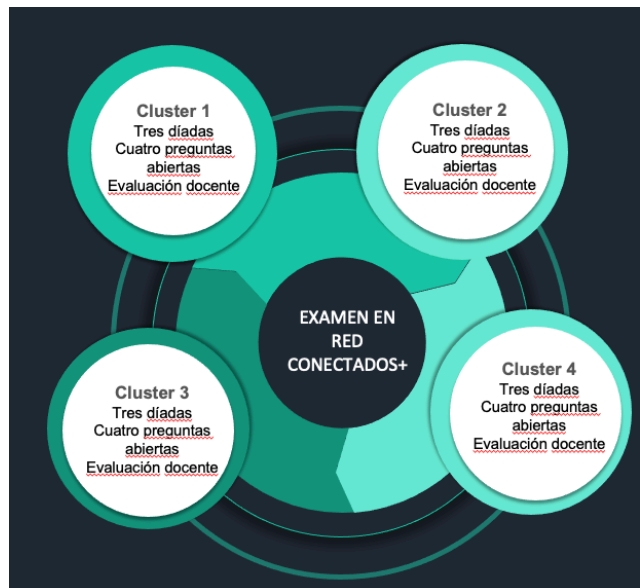 Cluster 1
Tres díadas
Cuatro preguntas
abiertas
Evaluación docente
Cluster 2
Tres díadas
Cuatro preguntas
abiertas
Evaluación docente
EXAMEN EN
RED
CONECTADOS+
Cluster 3
Tres díadas
Cuatro preguntas
abiertas
Evaluación docente
Cluster 4
Tres díadas
Cuatro preguntas
abiertas
Evaluación docente